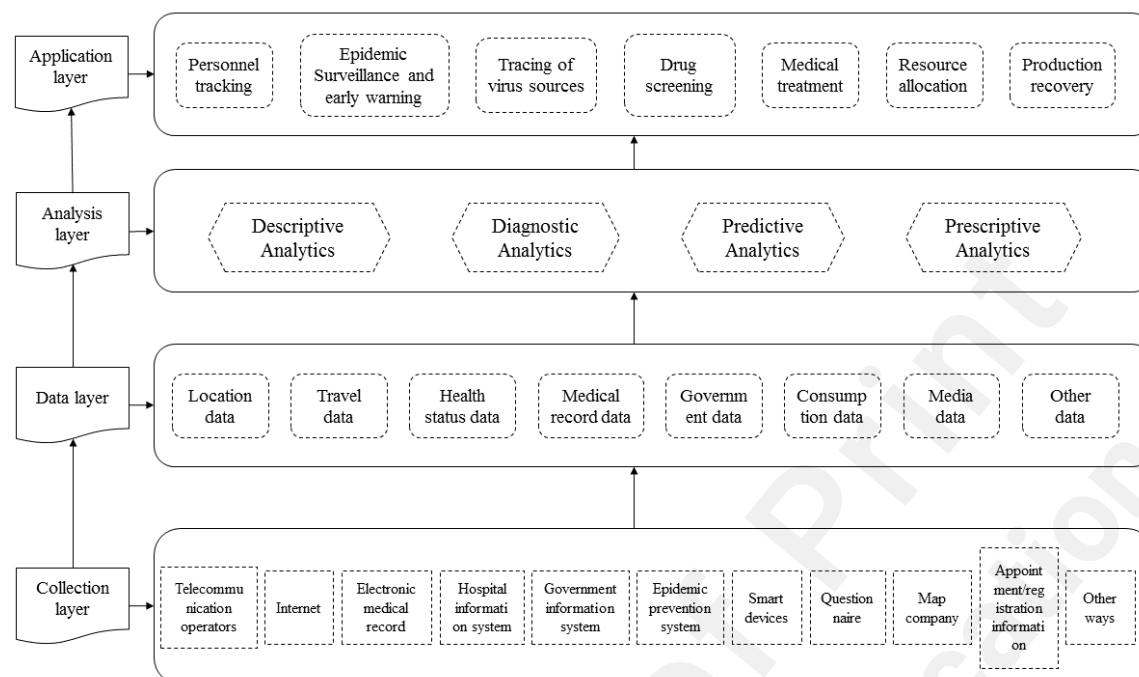 Application
layer
Personnel
tracking
Epidemic
Surveillance and
early warning
Tracing of
virus sources
Drug
screening
Medical
treatment
Resource
allocation
Production
recovery
Analysis
layer
Descriptive
Analytics
Diagnostic
Analytics
Predictive
Analytics
Prescriptive
Analytics
Data layer
Location
data
Travel
data
Health
status data
Medical
record data
Governm
ent data
Consump
tion data
Media
data
Other
data
Collection
layer
Telecommu
nication
operators
Internet
Electronic
medical
record
Hospital
informati
on system
Government
information
system
Epidemic
prevention
system
Smart
devices
Question
naire
Map
company
Appoint
ment/reg
istration
informati
on
Other
ways
of Print